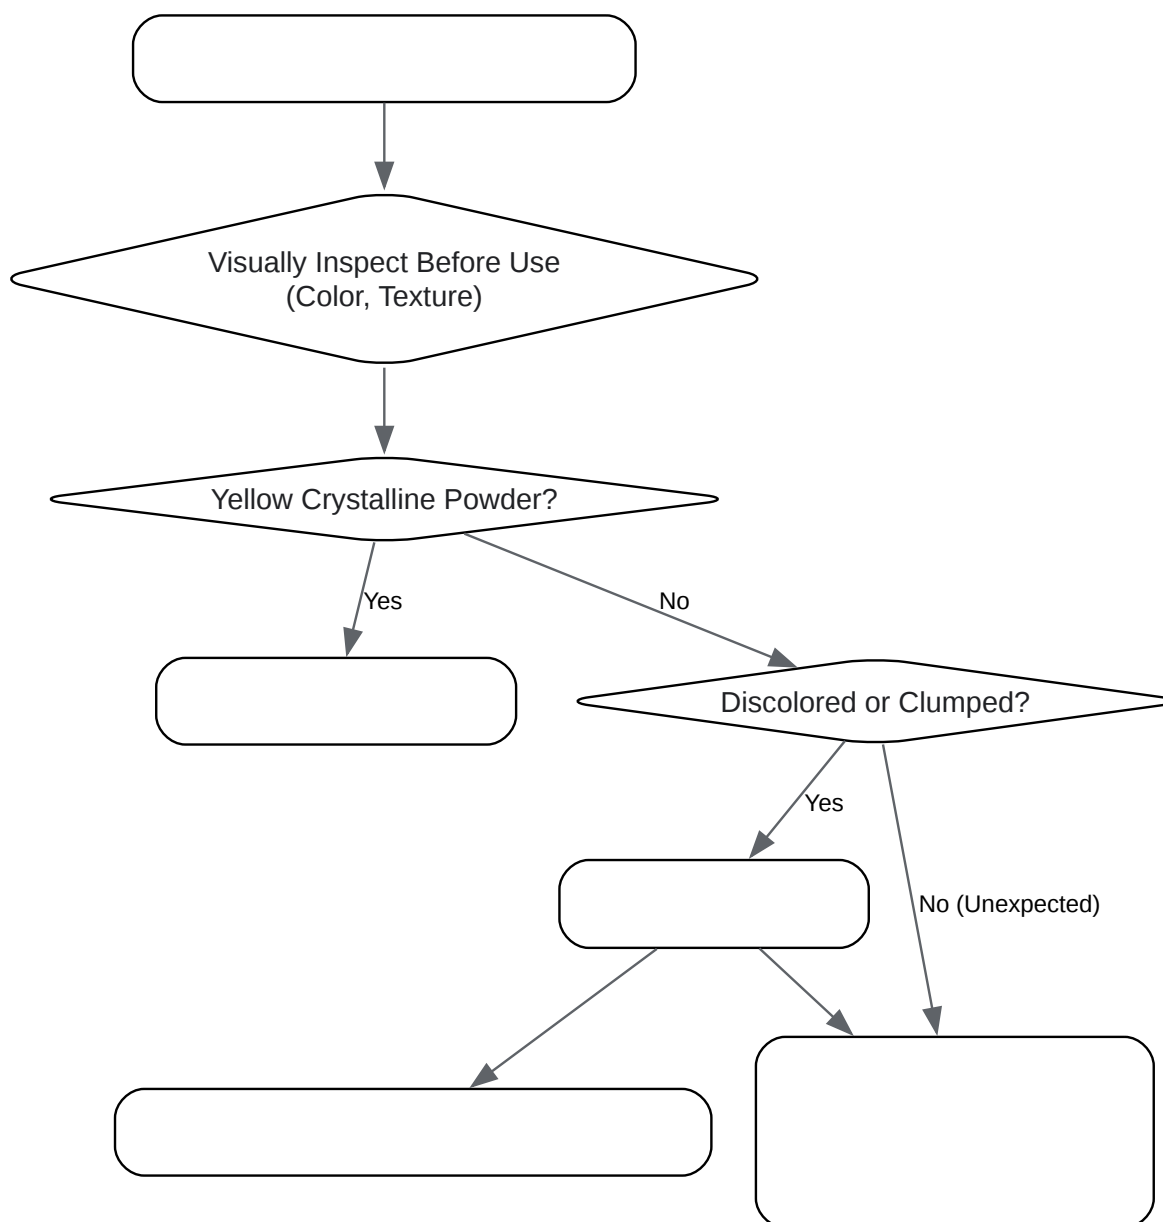 Visually Inspect Before Use
(Color, Texture)
Yellow Crystalline Powder?
Yes
No
Discolored or Clumped?
Yes
No (Unexpected)